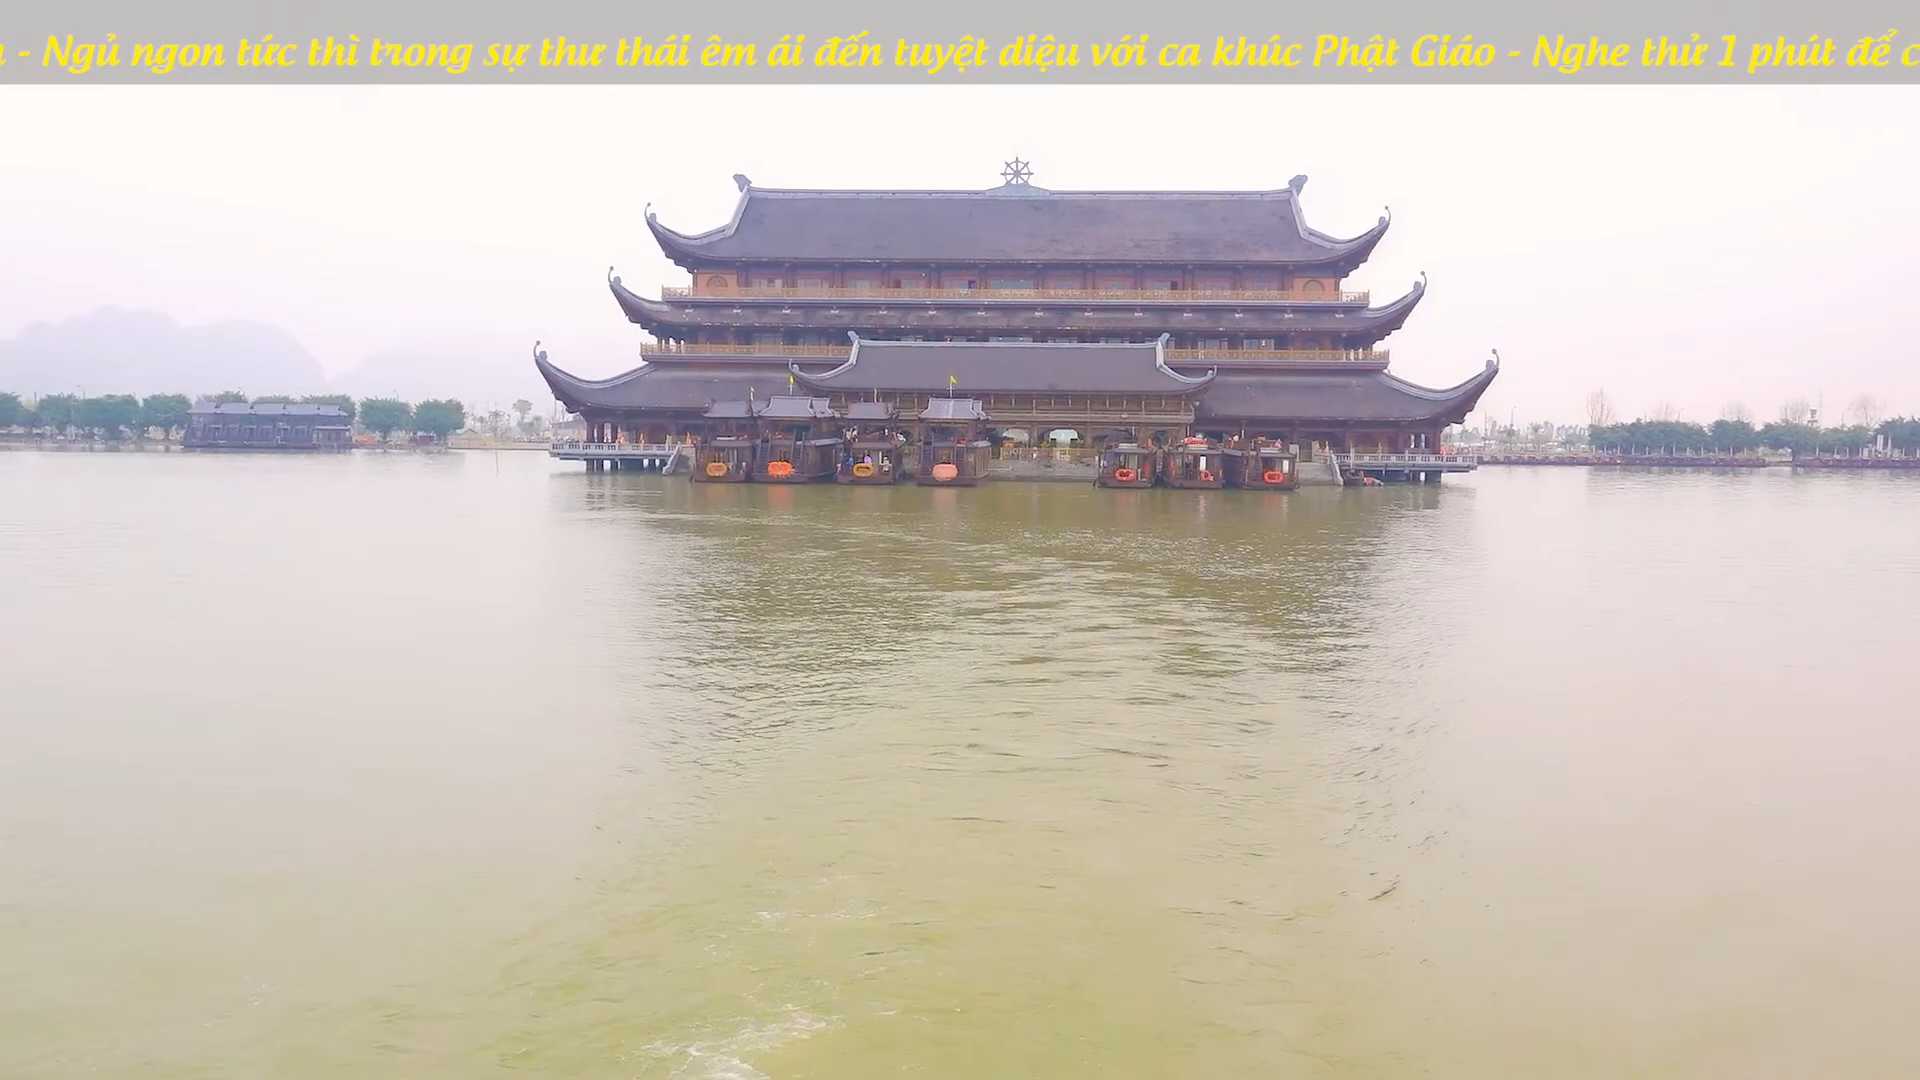 - Ngủ ngon tức thì trong sự thư thái êm ái đến tuyệt diệu với ca khúc Phật Giáo - Nghe thử 1 phút để